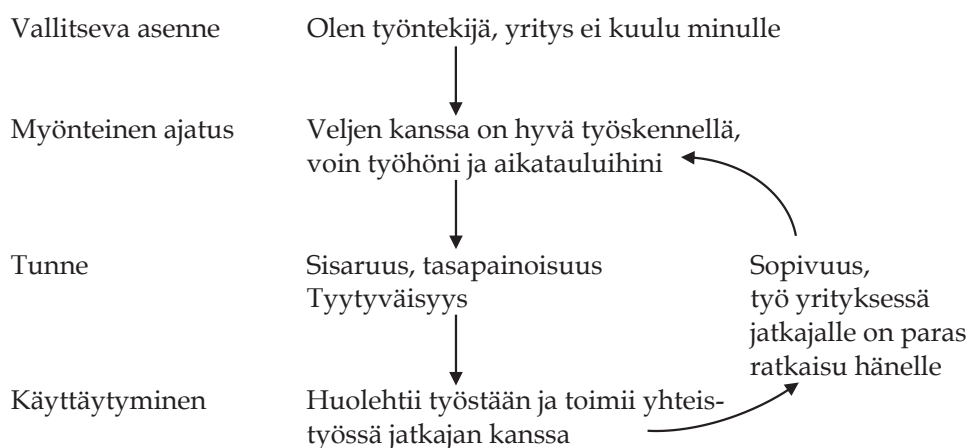 Vallitseva asenne
Olen työntekijä, yritys ei kuulu minulle
Myönteinen ajatus
Veljen kanssa on hyvä työskennellä,
voin työhöni ja aikatauluihini
Tunne
Sisaruus, tasapainoisuus
Tyytyväisyys
Sopivuus,
työ yrityksessä
jatkajalle on paras
ratkaisu hänelle
Käyttäytyminen
Huolehtii työstään ja toimii yhteis-
työssä jatkajan kanssa